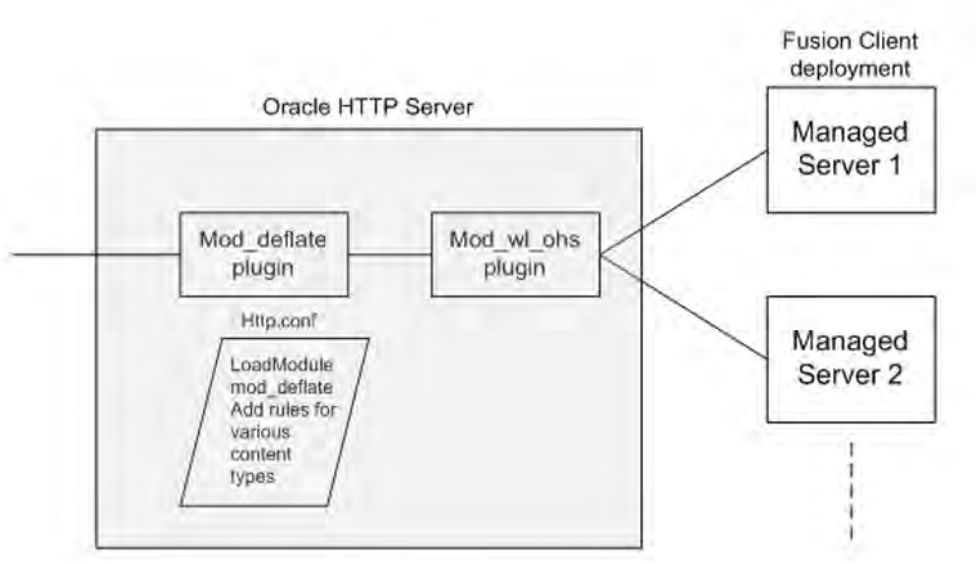 Fusion Client
deployment
Oracle HTTP Server
Managed
Server 1
Mod_deflate
plugin
Mod_wl_ohs
plugin
Http.conf
LoadModule
mod_deflate
Add rules for
various
content
types
Managed
Server 2